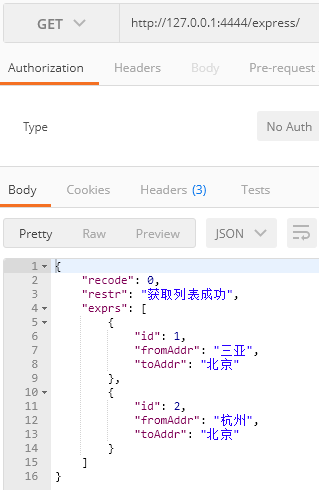 GET http://127.0.0.1:4444/express/
Authorization Headers Body Pre-request
Type No Auth
Body Cookies Headers (3) Tests
Pretty Raw Preview JSON
1 {
2 "recode": 0,
3 "restr": "获取列表成功",
4 "exprs": [
5 {
6 "id": 1,
7 "fromAddr": "三亚",
8 "toAddr": "北京"
9 },
10 {
11 "id": 2,
12 "fromAddr": "杭州",
13 "toAddr": "北京"
14 }
15 ]
16 }